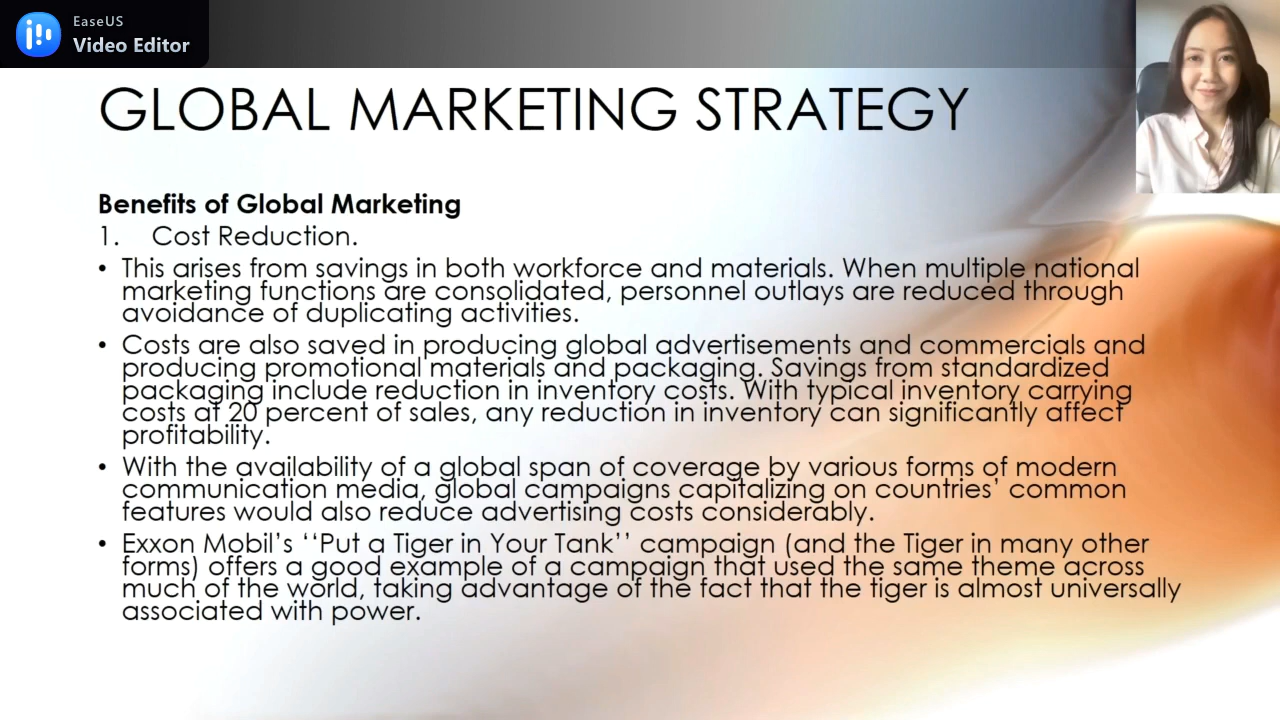 EaseUS
Video Editor
GLOBAL MARKETING STRATEGY
Benefits of Global Marketing
1. Cost Reduction.
• This arises from savings in both workforce and materials. When multiple national
marketing functions are consolidated, personnel outlays are reduced through
avoidance of duplicating activities.
• Costs are also saved in producing global advertisements and commercials and
producing promotional materials and packaging. Savings from standardized
packaging include reduction in inventory costs. With typical inventory carrying
costs at 20 percent of sales, any reduction in inventory can significantly affect
profitability.
• With the availability of a global span of coverage by various forms of modern
communication media, global campaigns capitalizing on countries’ common
features would also reduce advertising costs considerably.
• Exxon Mobil’s ‘‘Put a Tiger in Your Tank’’ campaign (and the Tiger in many other
forms) offers a good example of a campaign that used the same theme across
much of the world, taking advantage of the fact that the tiger is almost universally
associated with power.